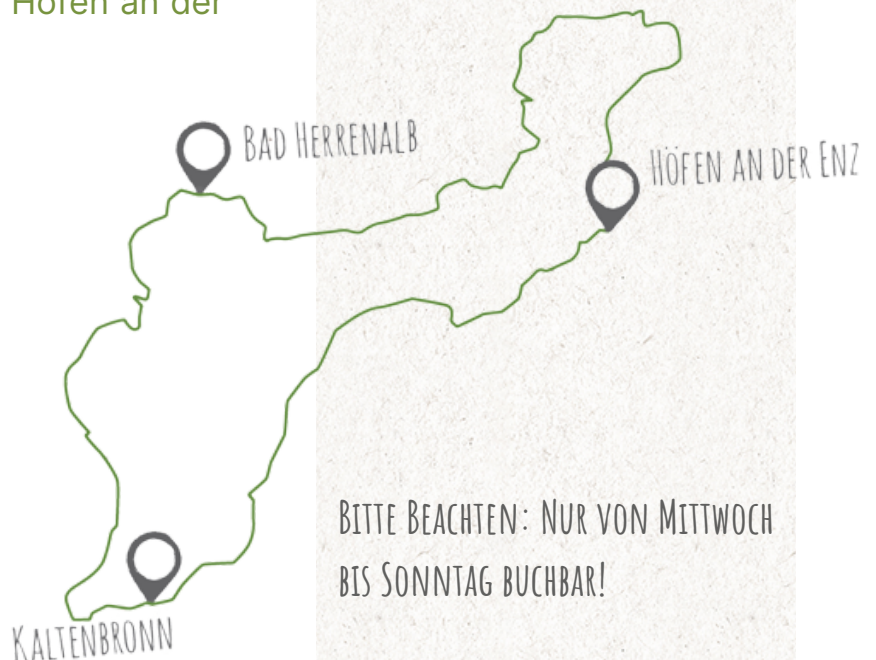 Höfen an der
Bad Herrenalb
Höfen an der Enz
Bitte Beachten: Nur von Mittwoch
bis Sonntag buchbar!
Kaltenbronn